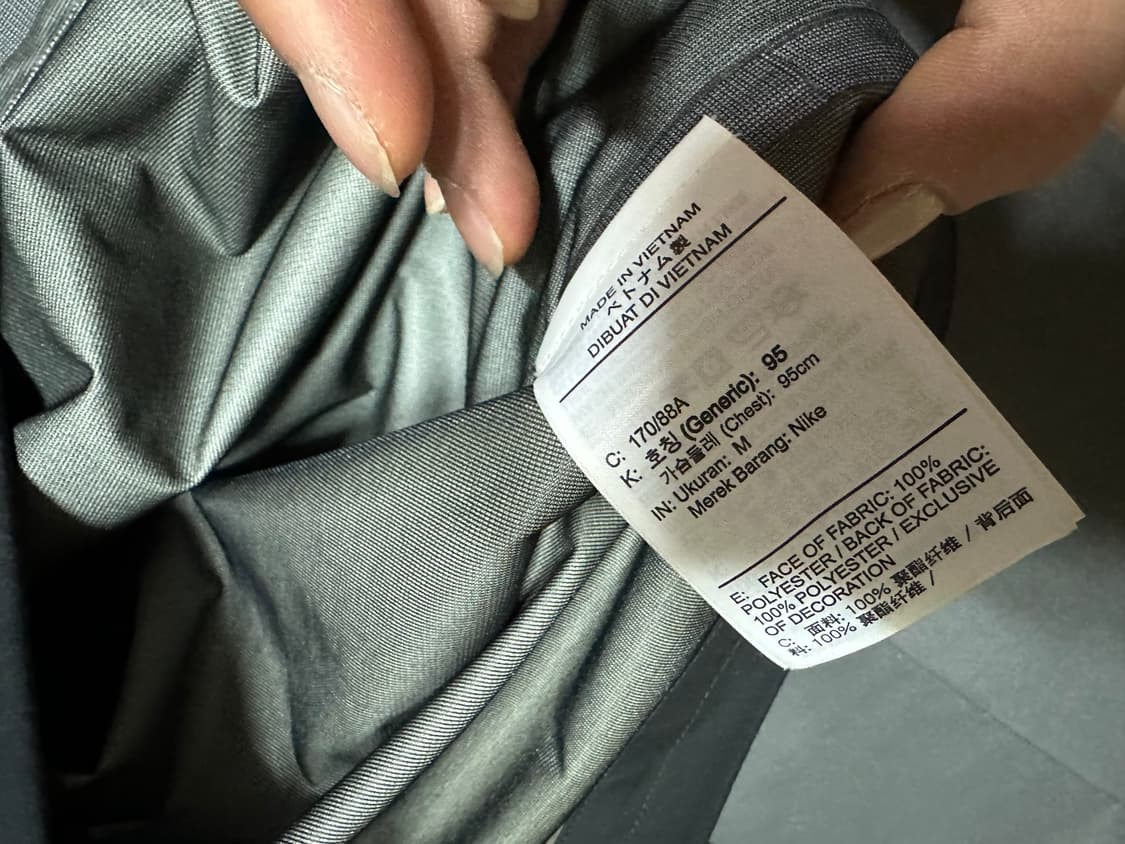 MADE IN VIETNAM
ベトナム製
DIBUAT DI VIETNAM
C: 170/88A
K: 호칭 (Generic): 95
가슴둘레 (Chest): 95cm
IN: Ukuran: M
Merek Barang: Nike
E: FACE OF FABRIC: 100%
POLYESTER / BACK OF FABRIC:
100% POLYESTER / EXCLUSIVE
OF DECORATION
C: 面料: 100% 聚酯纤维 / 背后面
料: 100% 聚酯纤维 /